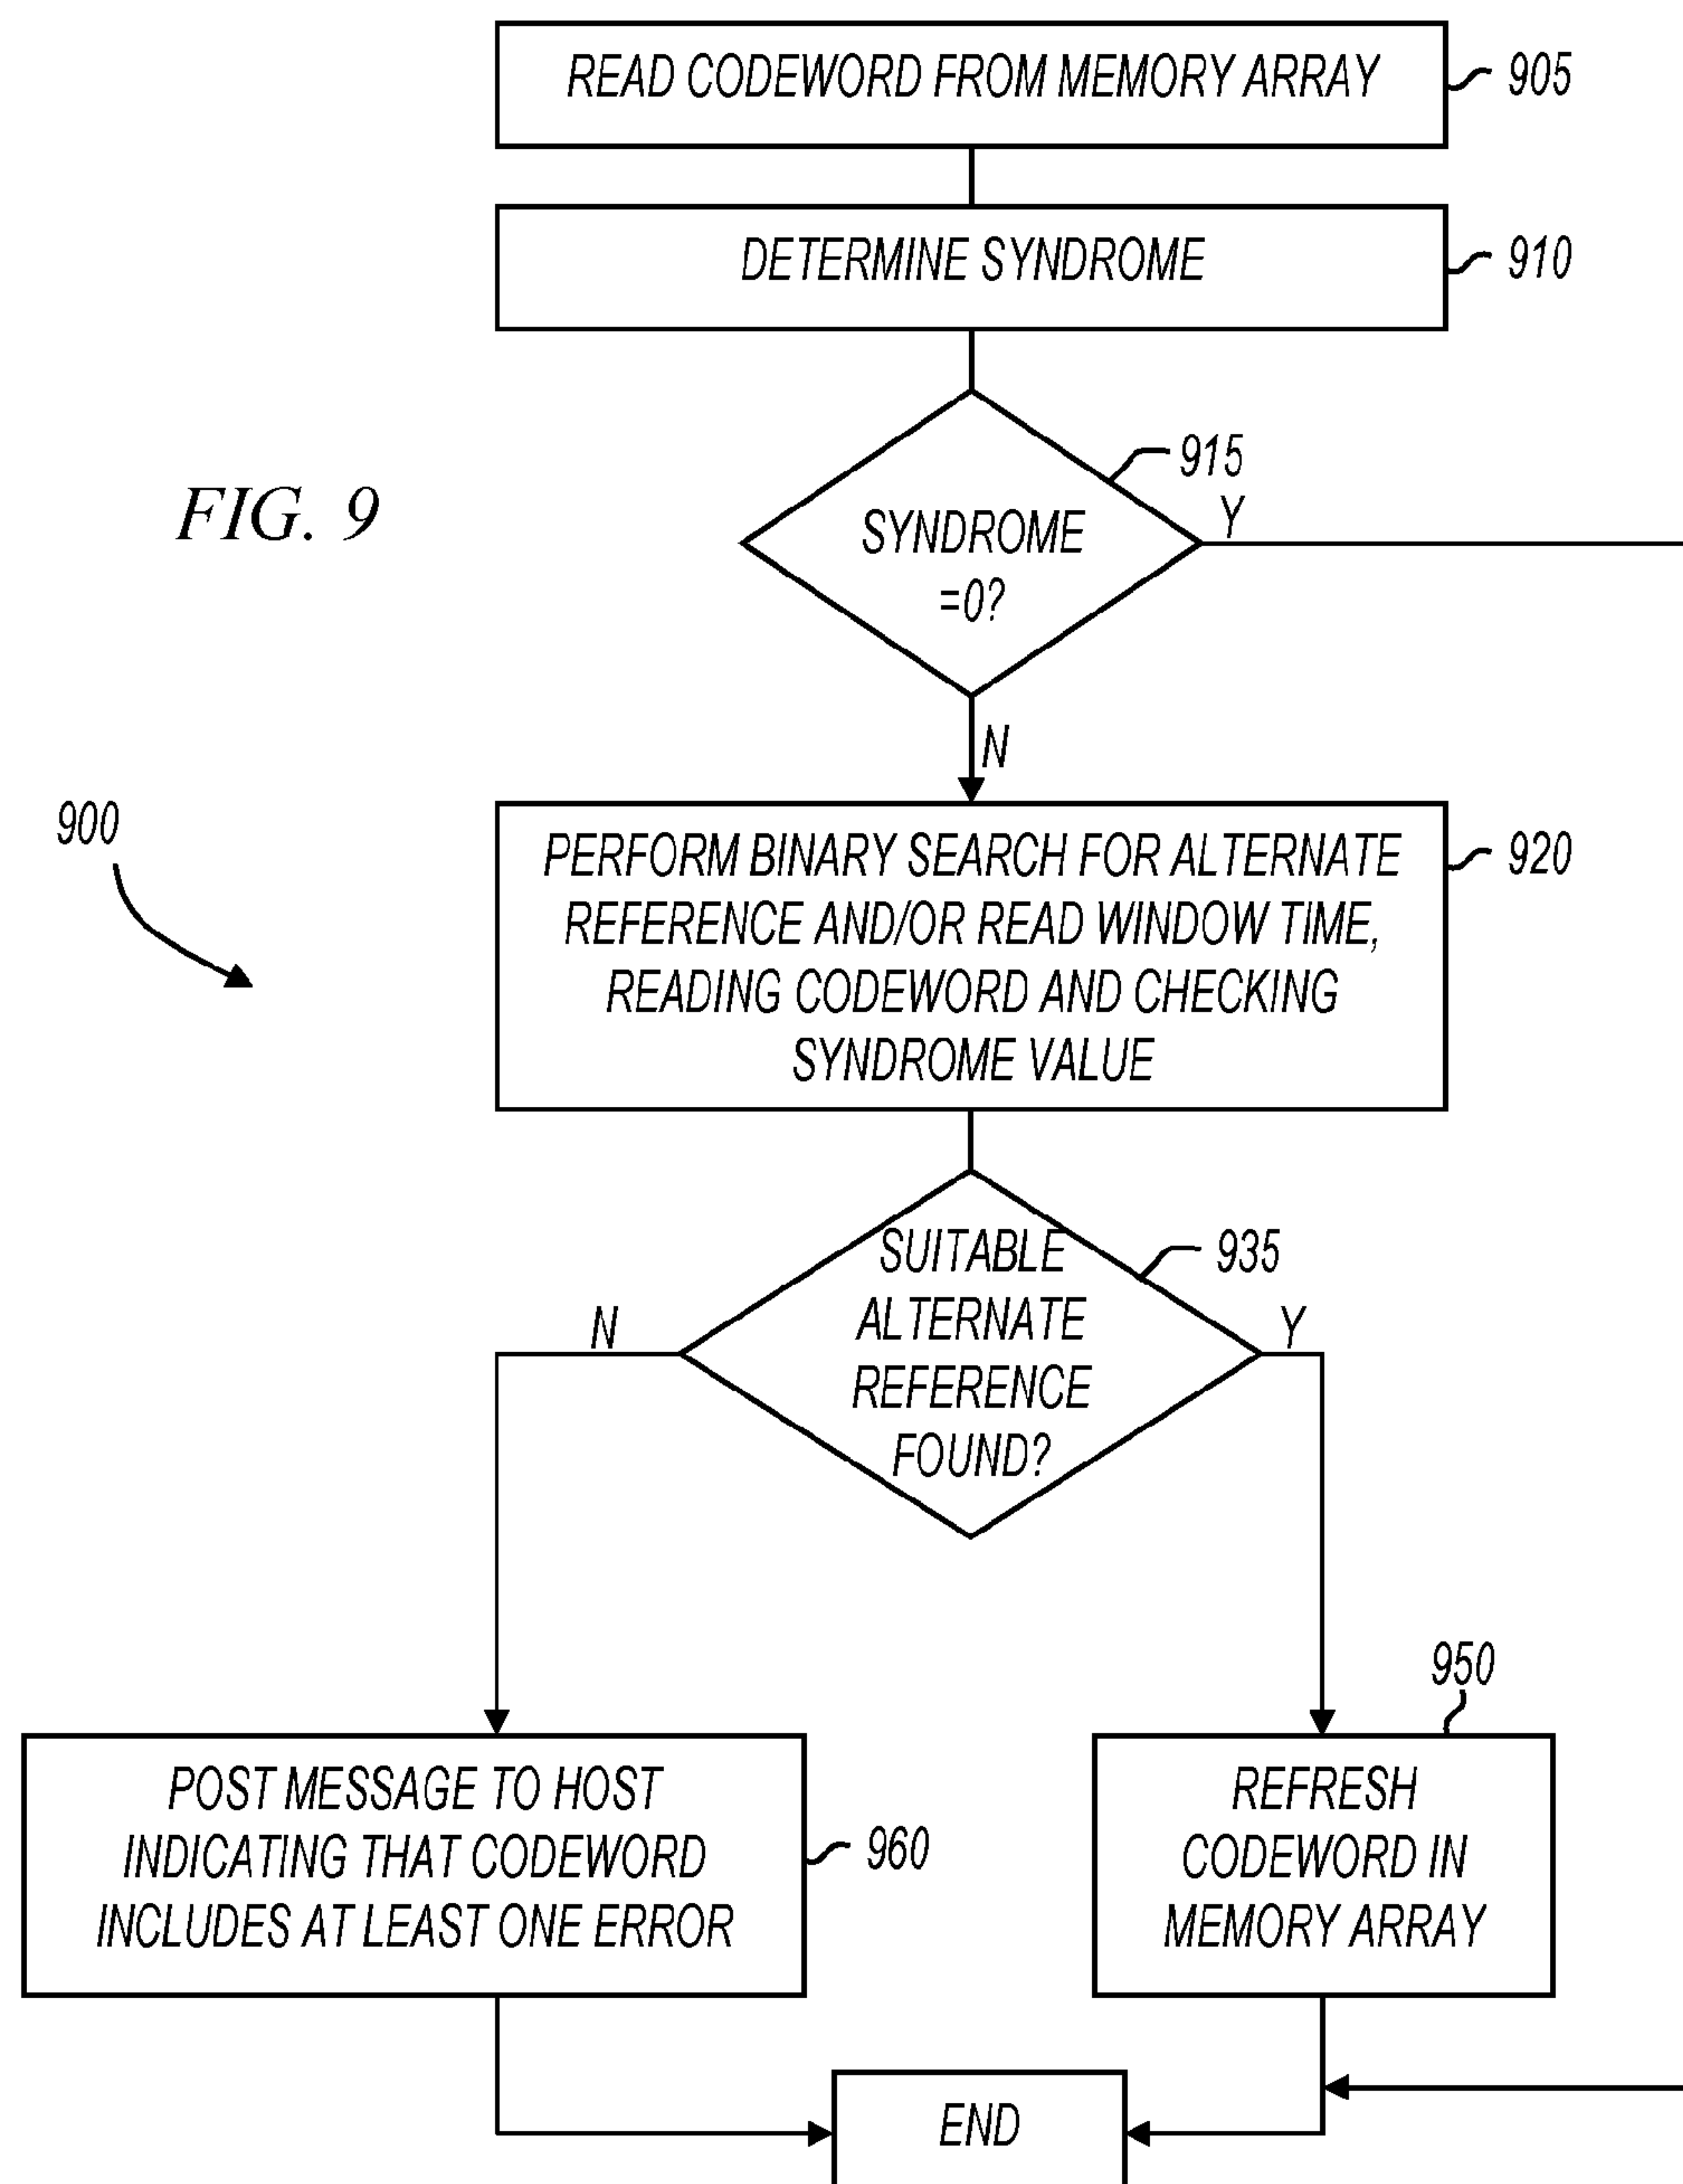 READ CODEWORD FROM MEMORY ARRAY
905
DETERMINE SYNDROME
910
915
Y
FIG. 9
SYNDROME
=0?
N
900
PERFORM BINARY SEARCH FOR ALTERNATE
REFERENCE AND/OR READ WINDOW TIME,
READING CODEWORD AND CHECKING
SYNDROME VALUE
920
SUITABLE
ALTERNATE
REFERENCE
FOUND?
935
N
Y
950
POST MESSAGE TO HOST
INDICATING THAT CODEWORD
INCLUDES AT LEAST ONE ERROR
960
REFRESH
CODEWORD IN
MEMORY ARRAY
END